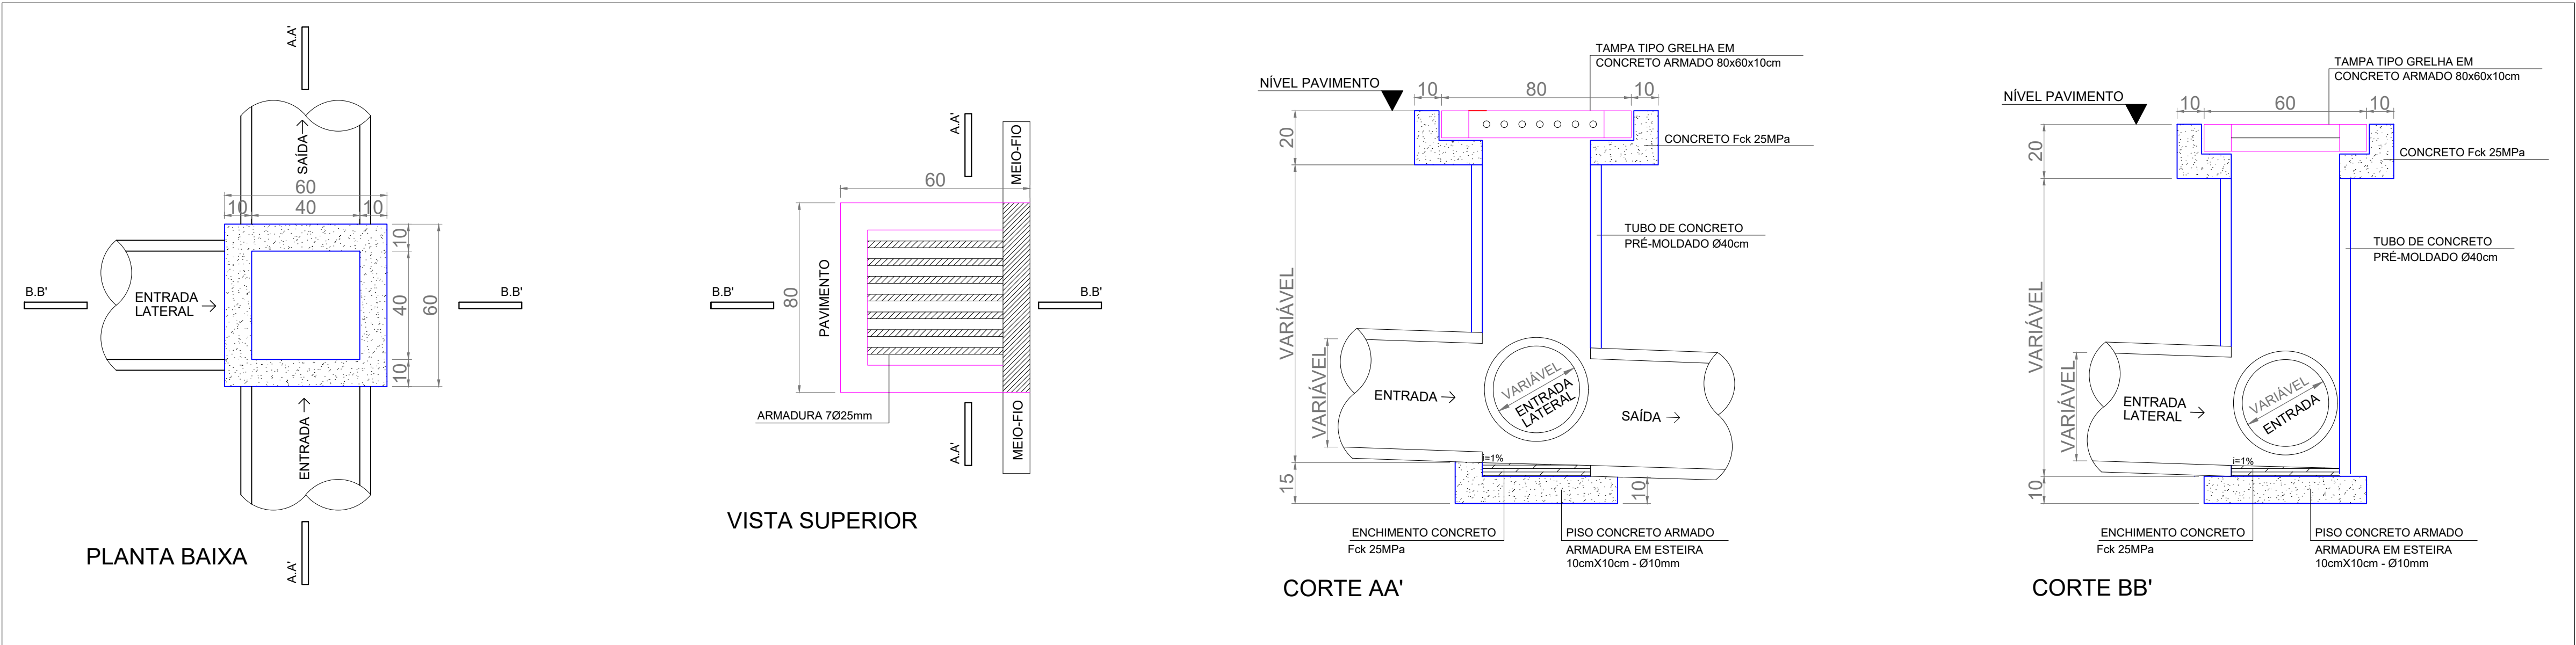 A.A'
SAÍDA
60
10
40
10
10
40
10
60
B.B'
ENTRADA
LATERAL
B.B'
ENTRADA
A.A'
PLANTA BAIXA
A.A'
MEIO-FIO
60
80
PAVIMENTO
B.B'
B.B'
ARMADURA 7Ø25mm
A.A'
MEIO-FIO
VISTA SUPERIOR
TAMPA TIPO GRELHA EM
CONCRETO ARMADO 80x60x10cm
NÍVEL PAVIMENTO
10
80
10
20
CONCRETO Fck 25MPa
TUBO DE CONCRETO
PRÉ-MOLDADO Ø40cm
VARIÁVEL
VARIÁVEL
ENTRADA
VARIÁVEL
ENTRADA
LATERAL
SAÍDA
i=1%
15
10
ENCHIMENTO CONCRETO
Fck 25MPa
PISO CONCRETO ARMADO
ARMADURA EM ESTEIRA
10cmX10cm - Ø10mm
CORTE AA'
TAMPA TIPO GRELHA EM
CONCRETO ARMADO 80x60x10cm
NÍVEL PAVIMENTO
10
60
10
20
CONCRETO Fck 25MPa
TUBO DE CONCRETO
PRÉ-MOLDADO Ø40cm
VARIÁVEL
VARIÁVEL
ENTRADA
LATERAL
VARIÁVEL
ENTRADA
i=1%
10
ENCHIMENTO CONCRETO
Fck 25MPa
PISO CONCRETO ARMADO
ARMADURA EM ESTEIRA
10cmX10cm - Ø10mm
CORTE BB'